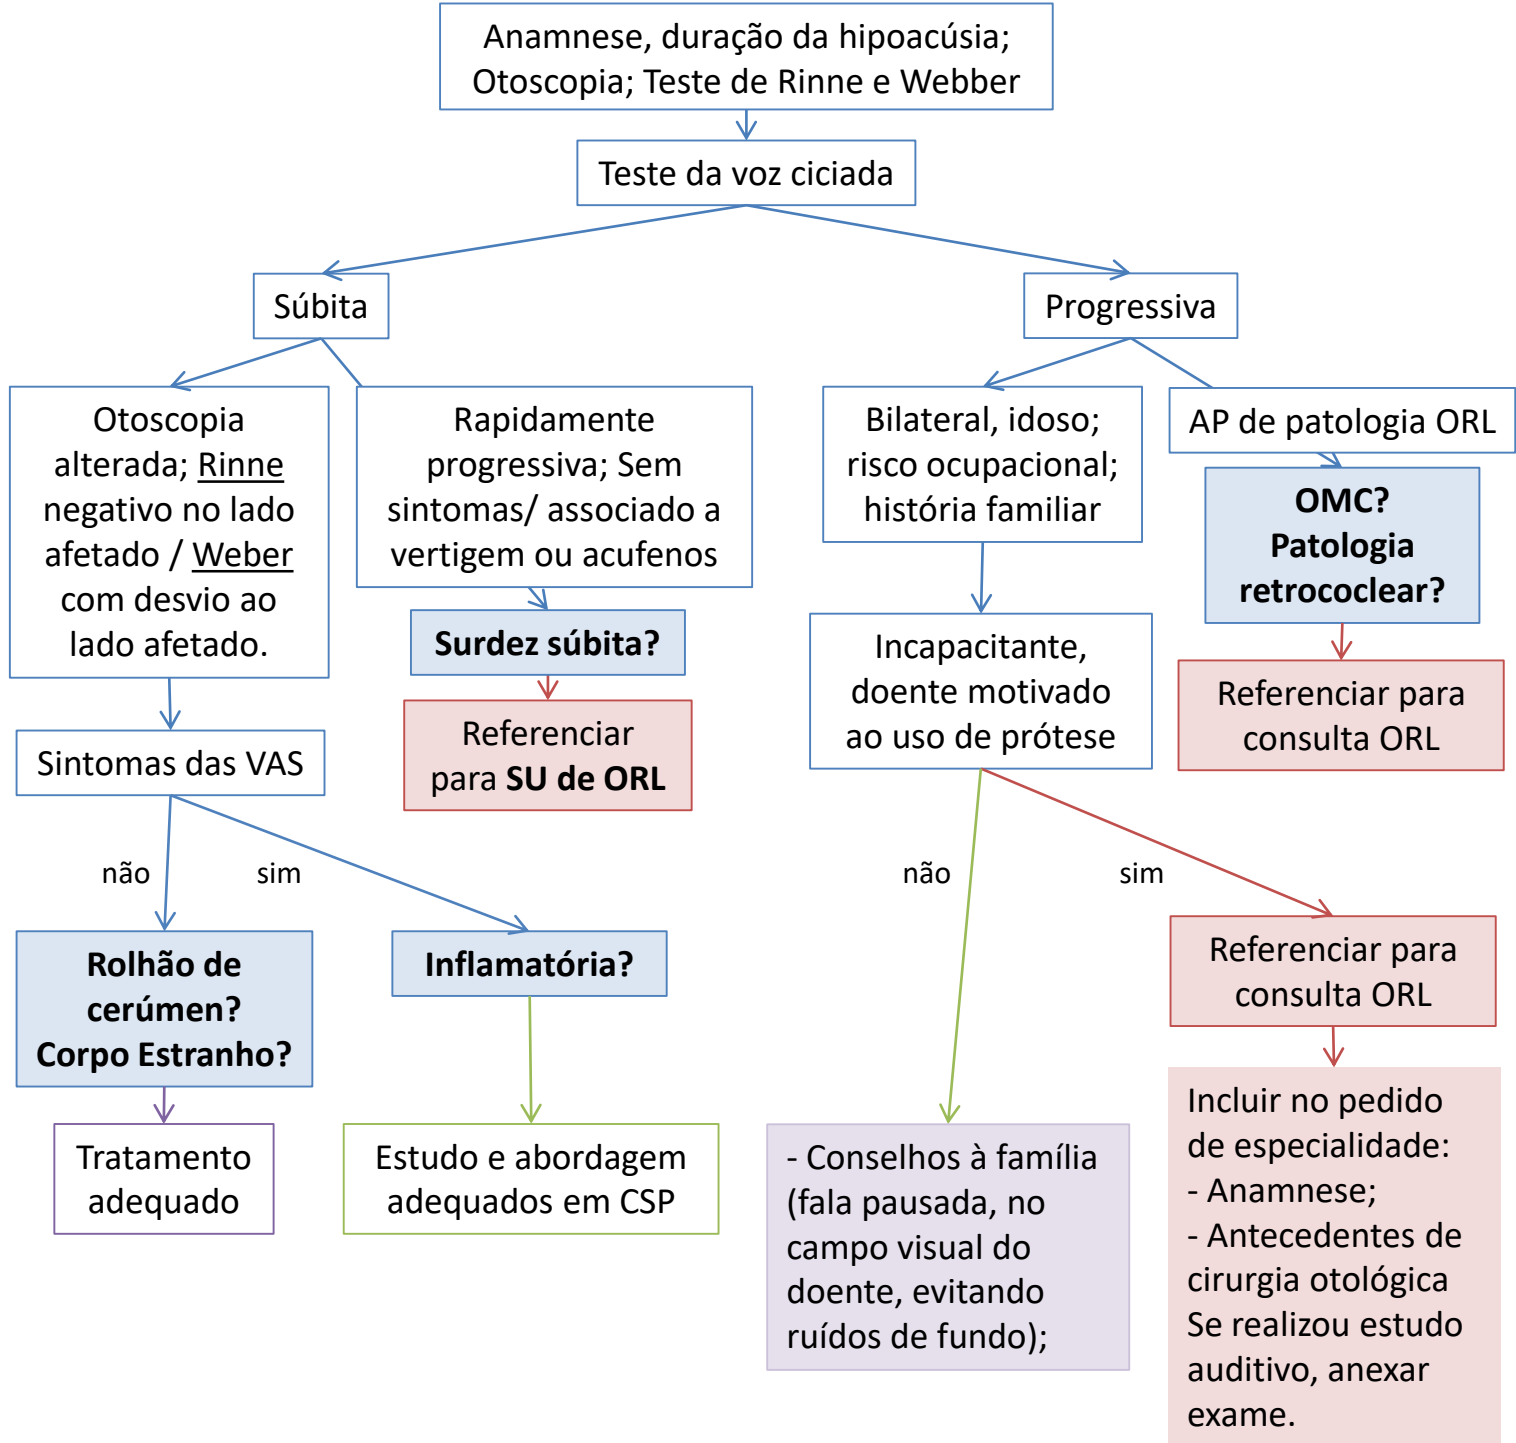 Anamnese, duração da hipoacúsia;
Otoscopia; Teste de Rinne e Webber
Teste da voz ciciada
Súbita
Progressiva
Otoscopia
alterada; Rinne
negativo no lado
afetado / Weber
com desvio ao
lado afetado.
Rapidamente
progressiva; Sem
sintomas/ associado a
vertigem ou acufenos
Bilateral, idoso;
risco ocupacional;
história familiar
AP de patologia ORL
OMC?
Patologia
retrococlear?
Surdez súbita?
Incapacitante,
doente motivado
ao uso de prótese
Referenciar para
consulta ORL
Referenciar
para SU de ORL
Sintomas das VAS
não
sim
não
sim
Rolhão de
cerúmen?
Corpo Estranho?
Inflamatória?
Referenciar para
consulta ORL
Tratamento
adequado
Estudo e abordagem
adequados em CSP
- Conselhos à família
(fala pausada, no
campo visual do
doente, evitando
ruídos de fundo);
Incluir no pedido
de especialidade:
- Anamnese;
- Antecedentes de
cirurgia otológica
Se realizou estudo
auditivo, anexar
exame.